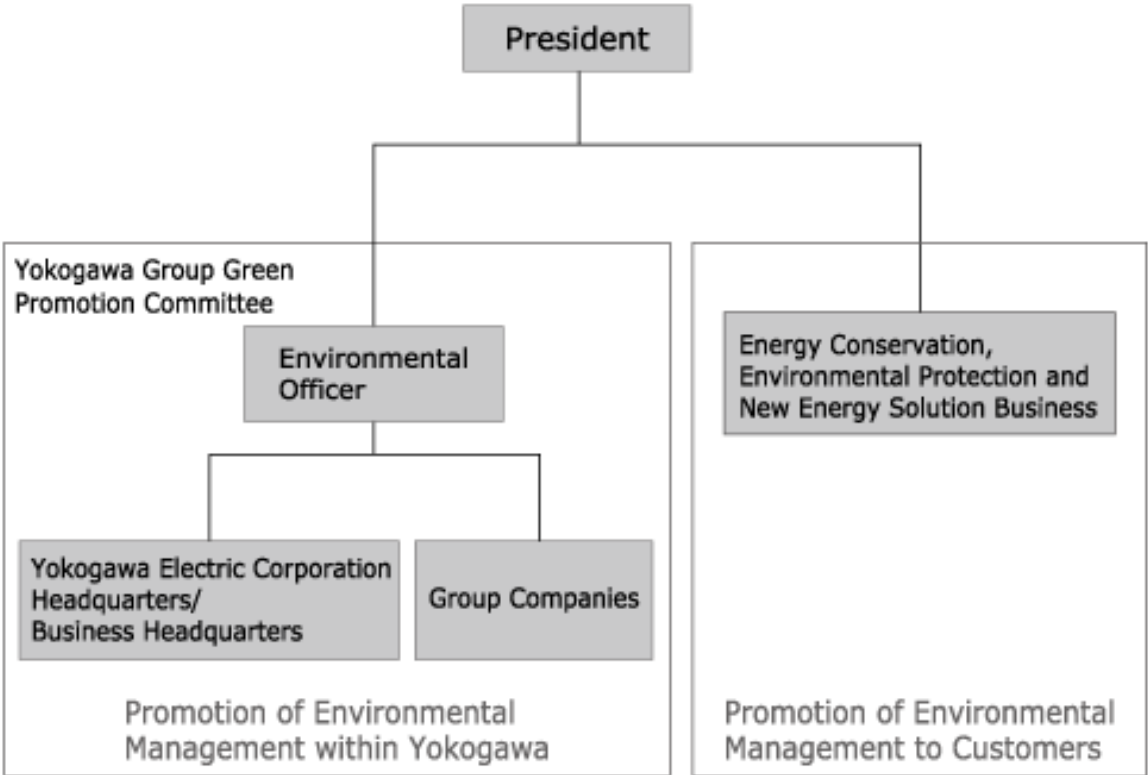 President
Yokogawa Group Green
Promotion Committee
Environmental
Officer
Energy Conservation,
Environmental Protection and
New Energy Solution Business
Yokogawa Electric Corporation
Headquarters/
Business Headquarters
Group Companies
Promotion of Environmental
Management within Yokogawa
Promotion of Environmental
Management to Customers